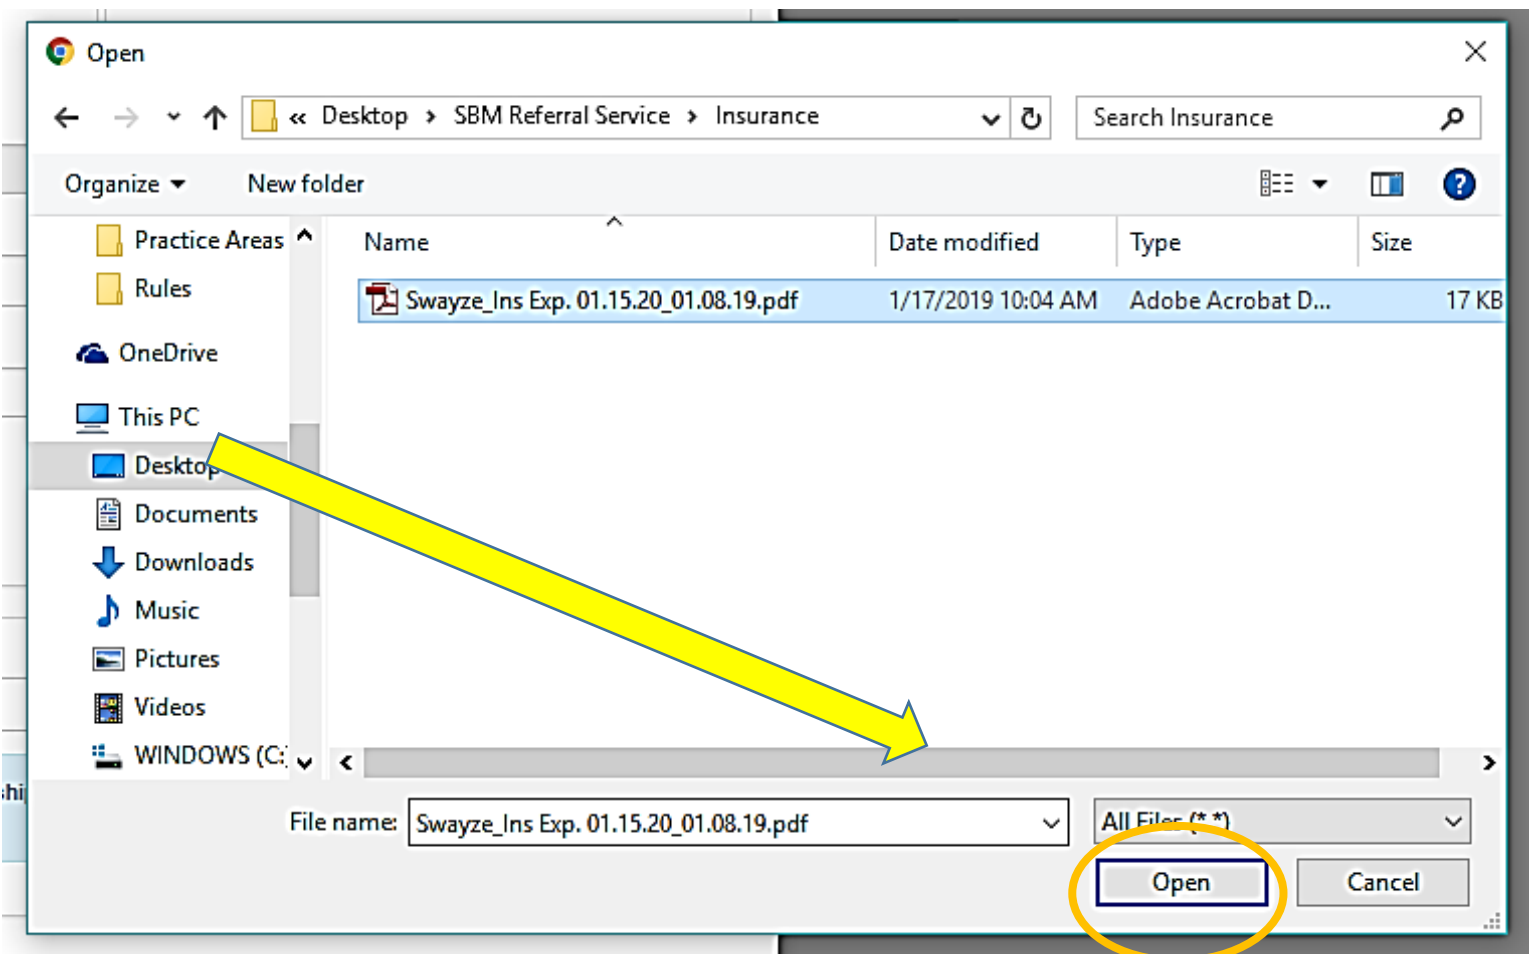 Open
« Desktop › SBM Referral Service › Insurance
Search Insurance
Organize
New folder
Name
Date modified
Type
Size
Practice Areas
Rules
OneDrive
This PC
Desktop
Documents
Downloads
Music
Pictures
Videos
WINDOWS (C:
Swayze_Ins Exp. 01.15.20_01.08.19.pdf 1/17/2019 10:04 AM Adobe Acrobat D... 17 KB
File name: Swayze_Ins Exp. 01.15.20_01.08.19.pdf
All Files (*.*)
Open
Cancel